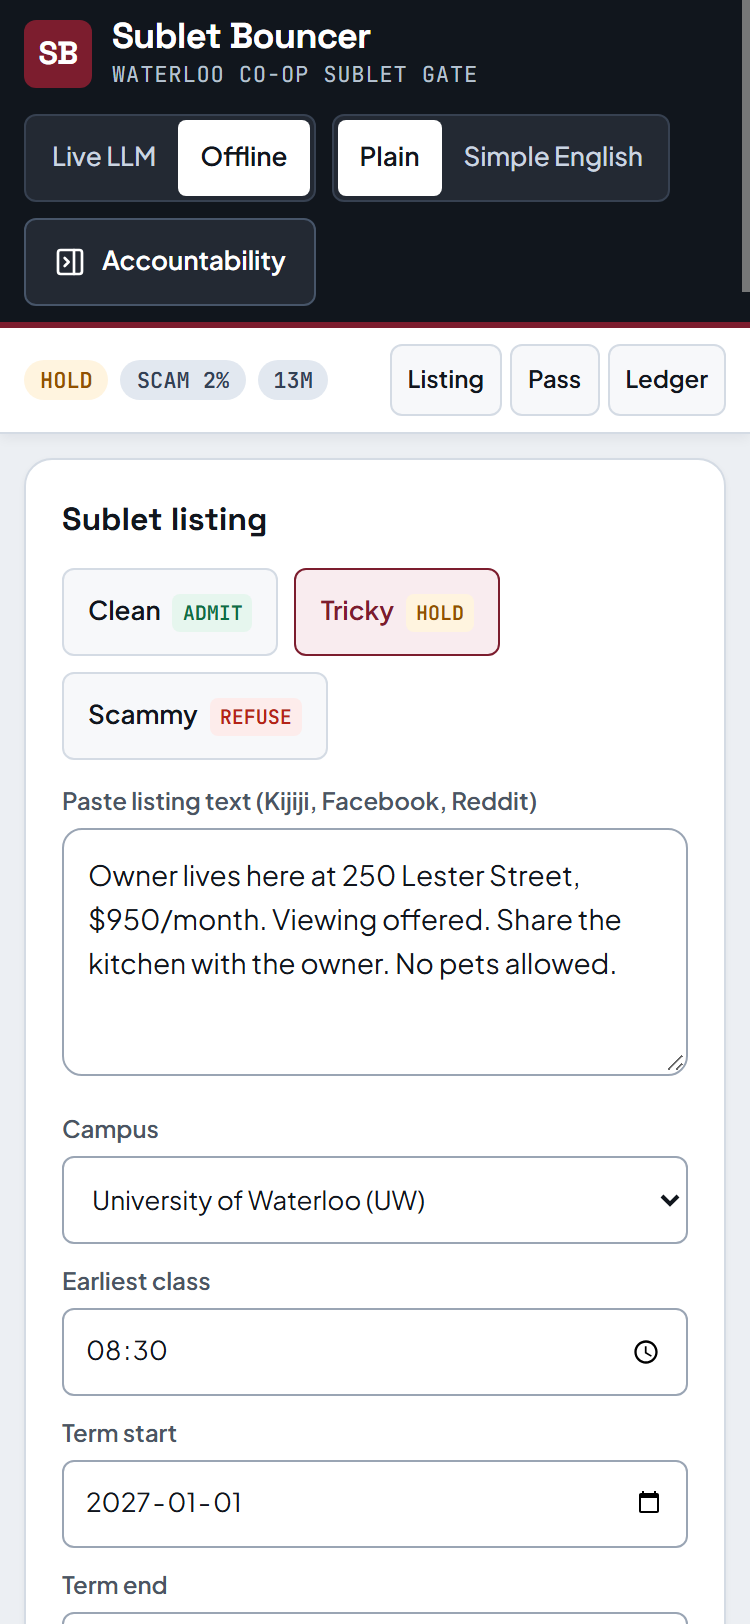 SB
Sublet Bouncer
WATERLOO CO-OP SUBLET GATE
Live LLM Offline Plain Simple English
Accountability
HOLD SCAM 2% 13M Listing Pass Ledger
Sublet listing
Clean ADMIT Tricky HOLD
Scammy REFUSE
Paste listing text (Kijiji, Facebook, Reddit)
Owner lives here at 250 Lester Street,
$950/month. Viewing offered. Share the
kitchen with the owner. No pets allowed.
Campus
University of Waterloo (UW)
Earliest class
08:30
Term start
2027-01-01
Term end